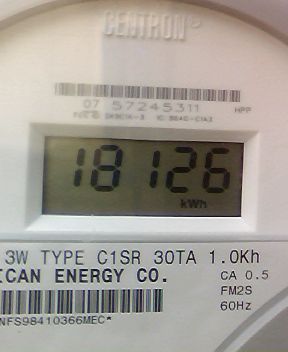 CENTRON®
07 57245311 HPP
18126
kWh
3W TYPE C1SR 30TA 1.0Kh
ICAN ENERGY CO. CA 0.5
FM2S
60Hz
NFS98410366MEC*